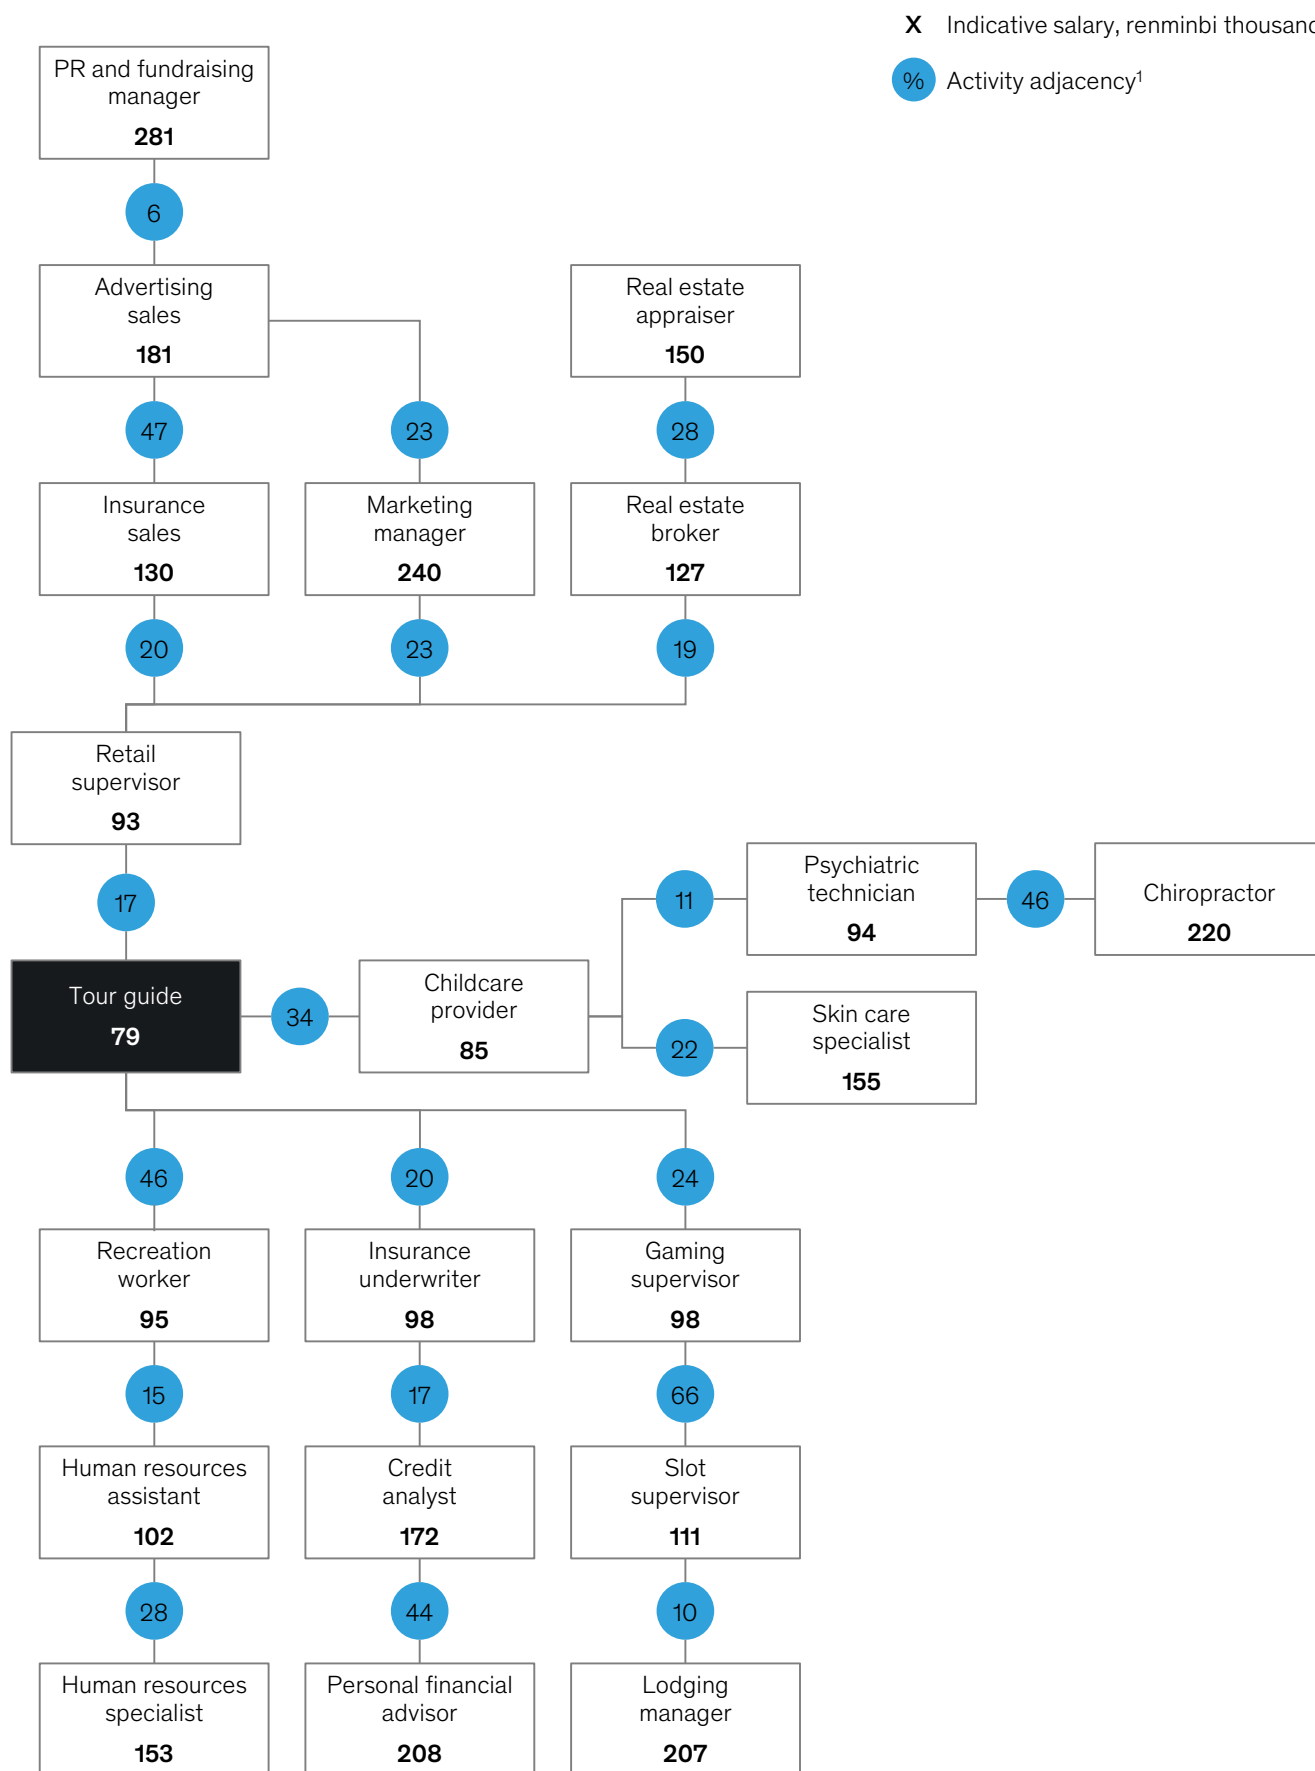 X Indicative salary, renminbi thousand
% Activity adjacency¹
PR and fundraising
manager
281
6
Advertising
sales
181
Real estate
appraiser
150
47
23
28
Insurance
sales
130
Marketing
manager
240
Real estate
broker
127
20
23
19
Retail
supervisor
93
17
Psychiatric
technician
94
11
46
Chiropractor
220
Tour guide
79
34
Childcare
provider
85
22
Skin care
specialist
155
46
20
24
Recreation
worker
95
Insurance
underwriter
98
Gaming
supervisor
98
15
17
66
Human resources
assistant
102
Credit
analyst
172
Slot
supervisor
111
28
44
10
Human resources
specialist
153
Personal financial
advisor
208
Lodging
manager
207